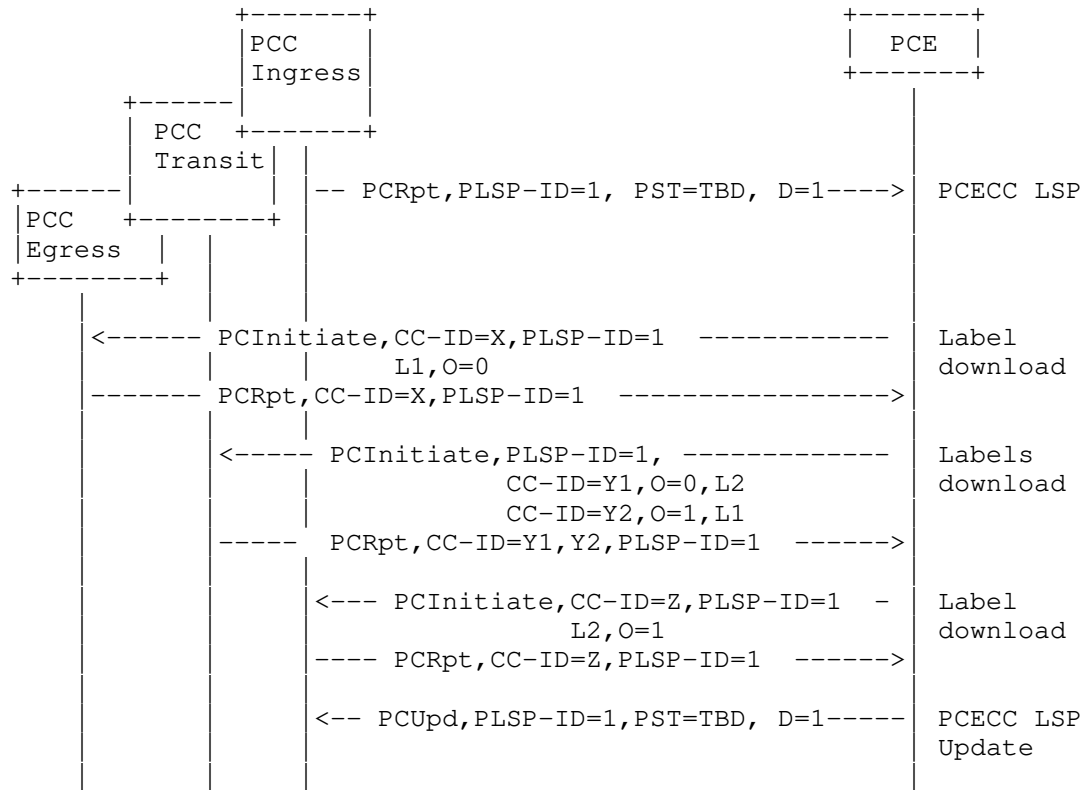 PCC
Ingress
PCE
PCC
Transit
-- PCRpt,PLSP-ID=1, PST=TBD, D=1----> PCECC LSP
PCC
Egress
<------ PCInitiate,CC-ID=X,PLSP-ID=1 ------------ Label
L1,O=0 download
------- PCRpt,CC-ID=X,PLSP-ID=1 ----------------->
<----- PCInitiate,PLSP-ID=1, ------------- Labels
CC-ID=Y1,O=0,L2 download
CC-ID=Y2,O=1,L1
----- PCRpt,CC-ID=Y1,Y2,PLSP-ID=1 ------>
<--- PCInitiate,CC-ID=Z,PLSP-ID=1 - Label
L2,O=1 download
---- PCRpt,CC-ID=Z,PLSP-ID=1 ------>
<-- PCUpd,PLSP-ID=1,PST=TBD, D=1----- PCECC LSP
Update